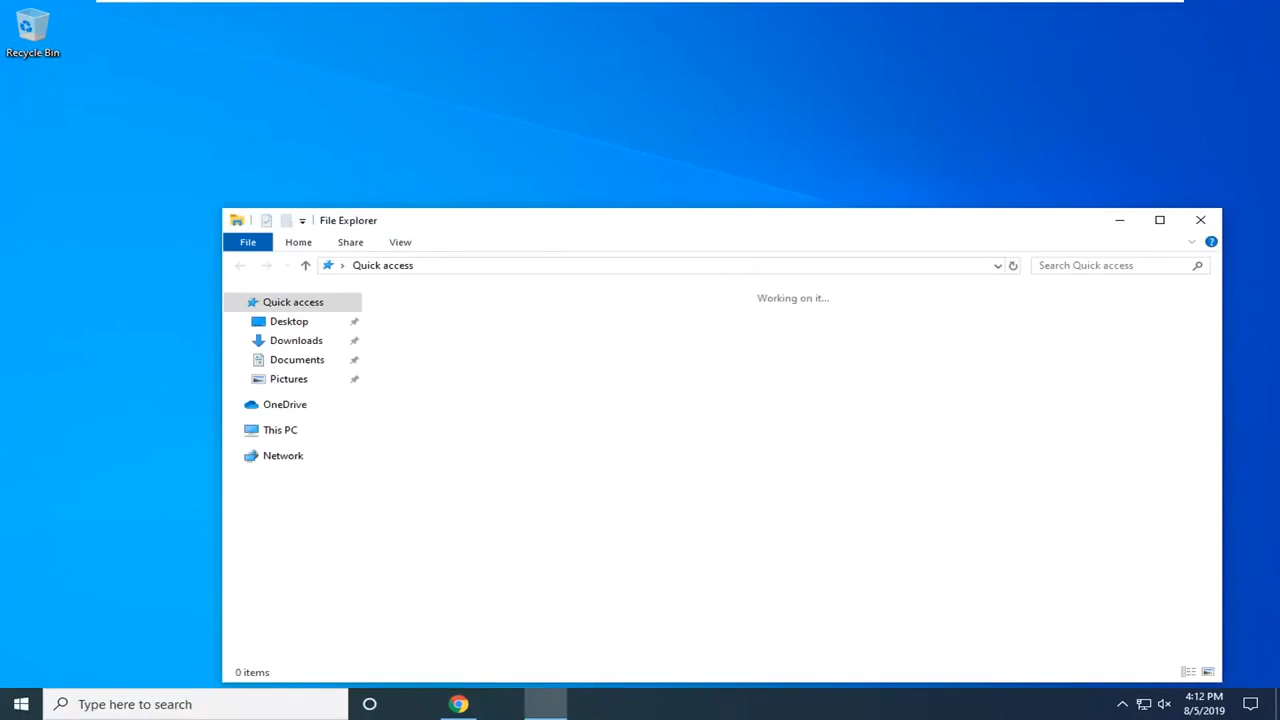 Recycle Bin
File Explorer
File Home Share View
Quick access
Search Quick access
Working on it...
Quick access
Desktop
Downloads
Documents
Pictures
OneDrive
This PC
Network
0 items
Type here to search
4:12 PM
8/5/2019